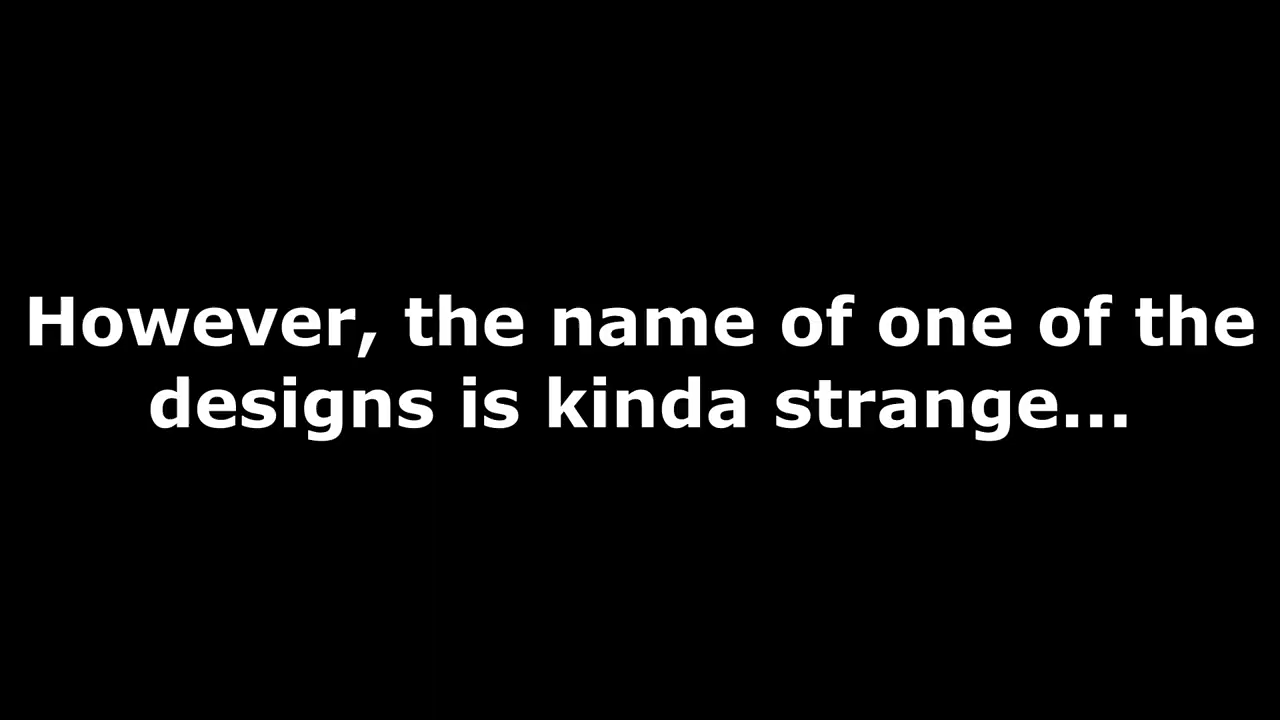 However, the name of one of the
designs is kinda strange...